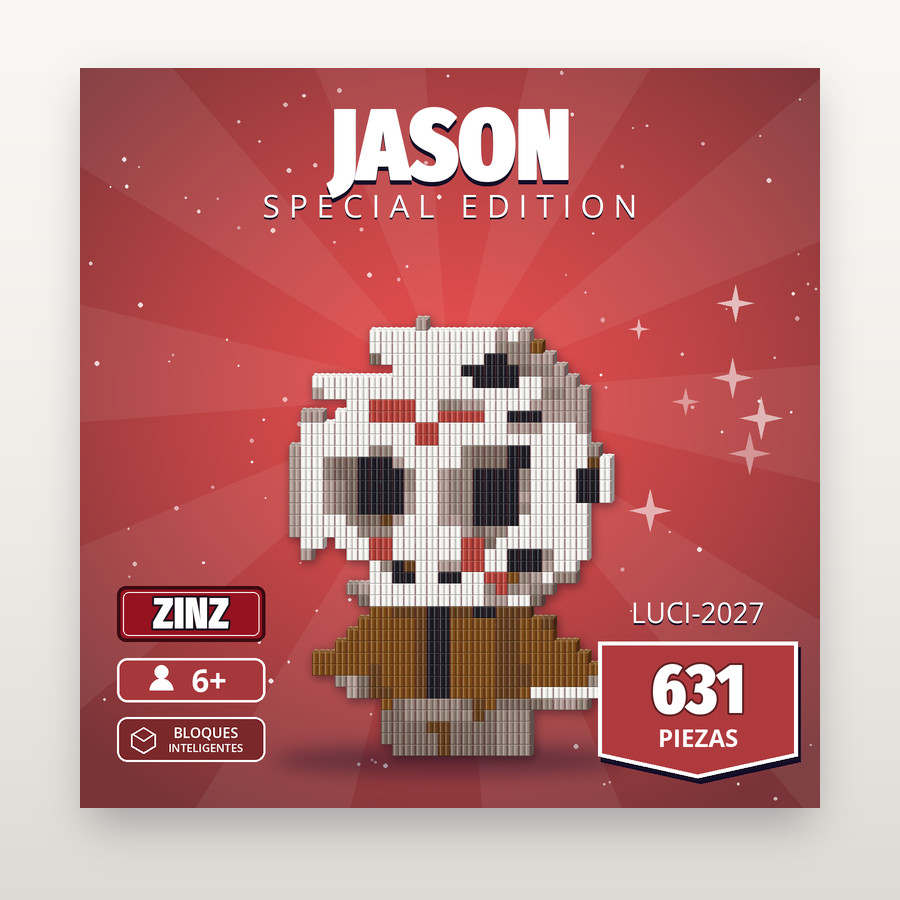 JASON
SPECIAL EDITION
ZINZ
6+
BLOQUES
INTELIGENTES
LUCI-2027
631
PIEZAS